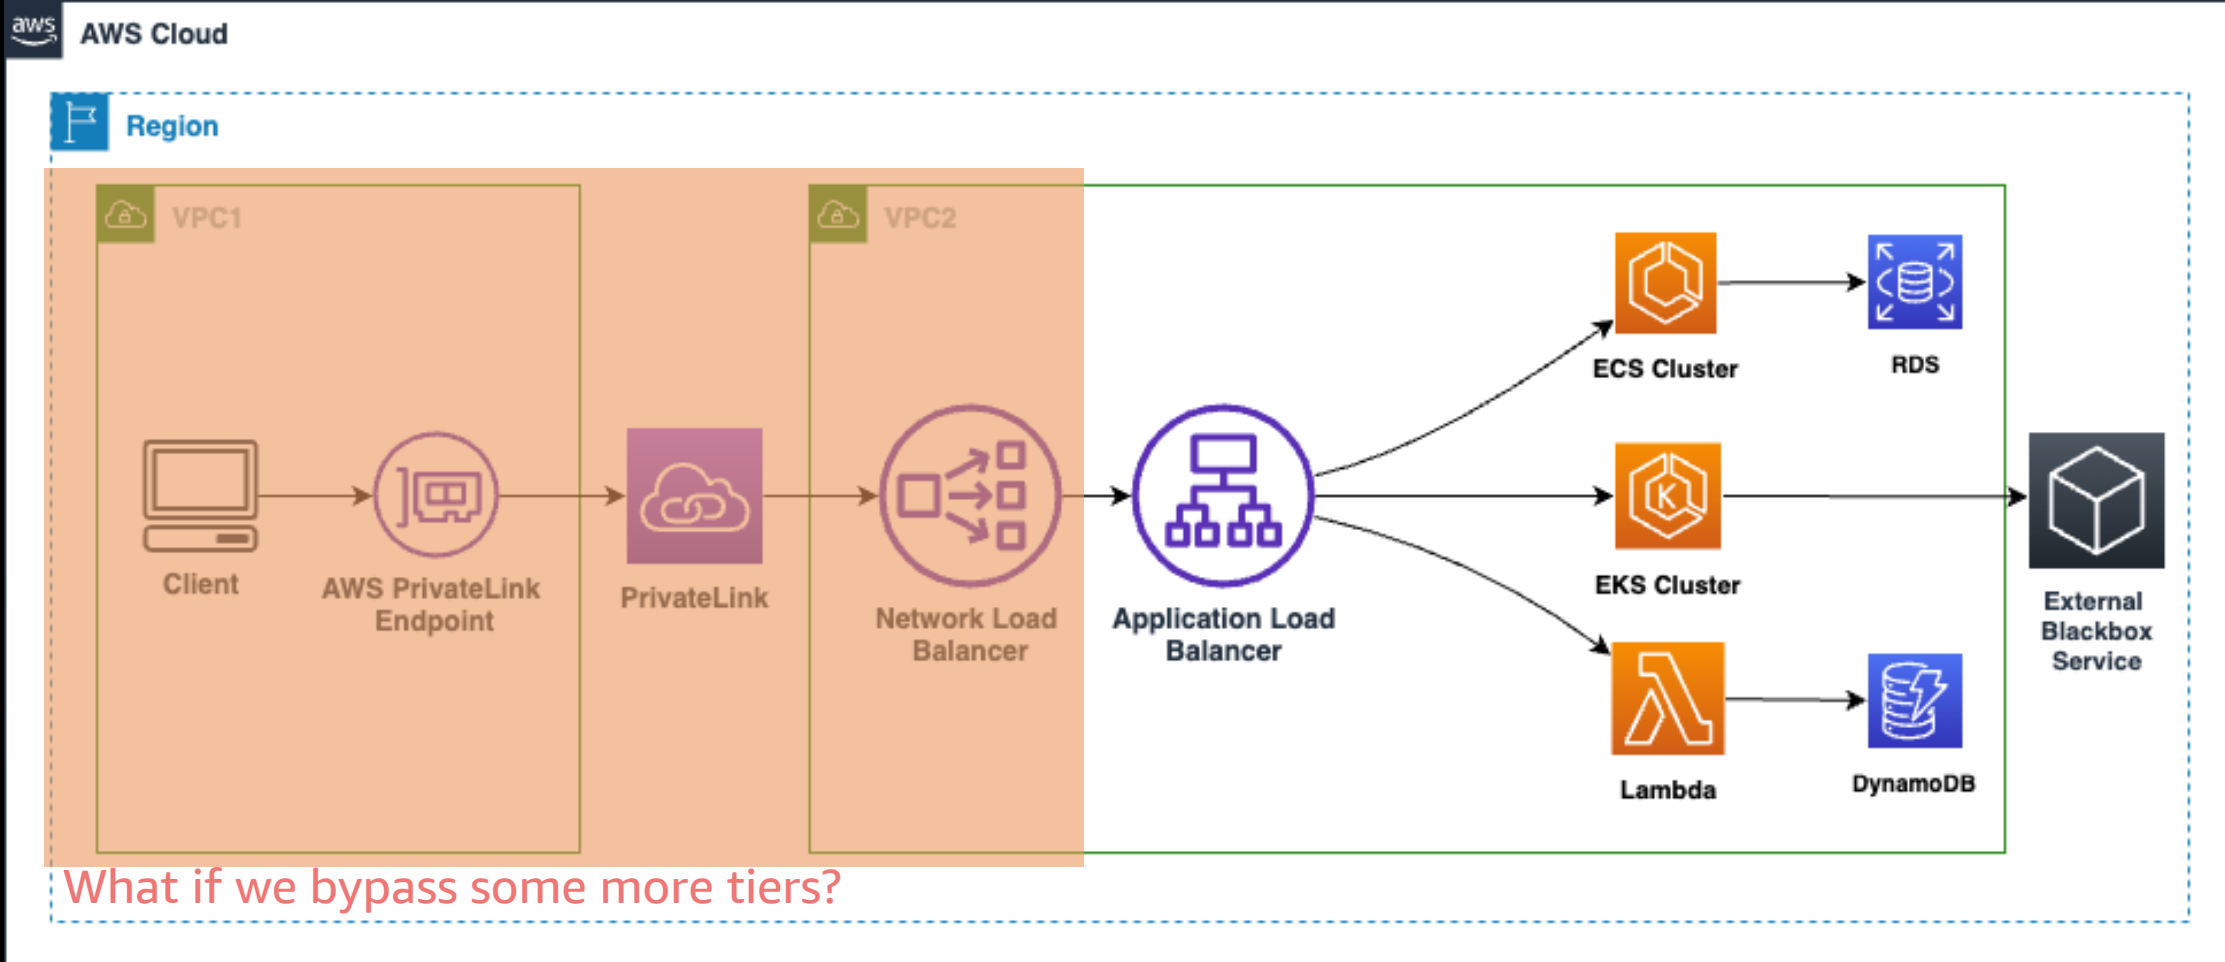 aws
AWS Cloud
Region
VPC1
VPC2
Client
AWS PrivateLink
Endpoint
PrivateLink
Network Load
Balancer
Application Load
Balancer
ECS Cluster
RDS
K
EKS Cluster
Lambda
DynamoDB
External
Blackbox
Service
What if we bypass some more tiers?